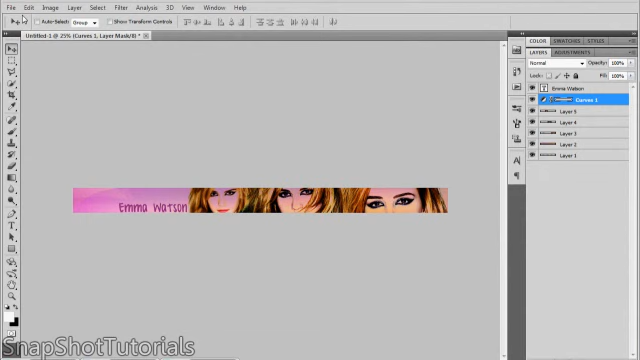 File Edit Image Layer Select Filter Analysis 3D View Window Help
Auto-Select: Group Show Transform Controls
Untitled-1 @ 25% (Curves 1, Layer Mask/8) *
COLOR SWATCHES STYLES
LAYERS ADJUSTMENTS
Normal Opacity: 100%
Lock: Fill: 100%
Emma Watson
Curves 1
Layer 5
Layer 4
Layer 3
Layer 2
Layer 1
Emma Watson
SnapShotTutorials